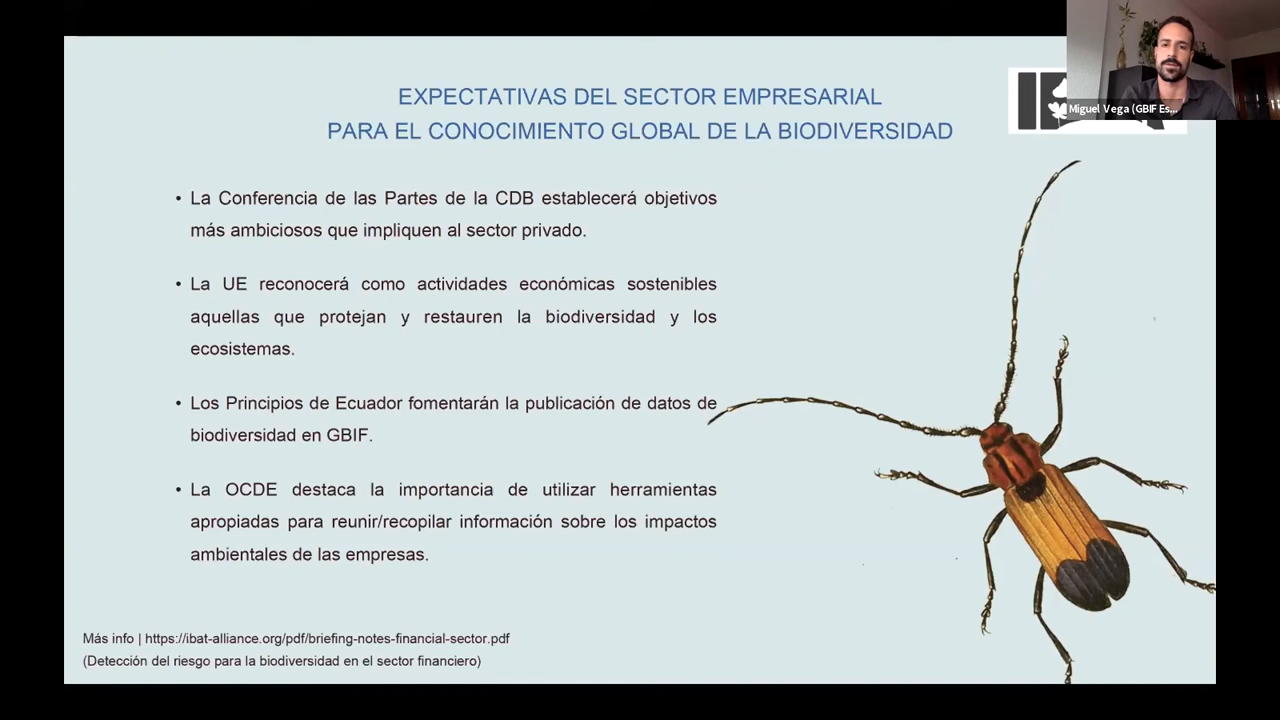 EXPECTATIVAS DEL SECTOR EMPRESARIAL
PARA EL CONOCIMIENTO GLOBAL DE LA BIODIVERSIDAD
Miguel Vega (GBIF Es...
• La Conferencia de las Partes de la CDB establecerá objetivos
más ambiciosos que impliquen al sector privado.
• La UE reconocerá como actividades económicas sostenibles
aquellas que protejan y restauren la biodiversidad y los
ecosistemas.
• Los Principios de Ecuador fomentarán la publicación de datos de
biodiversidad en GBIF.
• La OCDE destaca la importancia de utilizar herramientas
apropiadas para reunir/recopilar información sobre los impactos
ambientales de las empresas.
Más info | https://ibat-alliance.org/pdf/briefing-notes-financial-sector.pdf
(Detección del riesgo para la biodiversidad en el sector financiero)